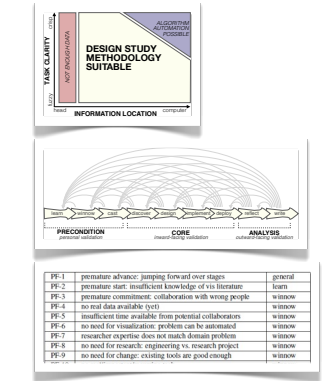 ALGORITHM
AUTOMATION
POSSIBLE
DESIGN STUDY
METHODOLOGY
SUITABLE
NOT ENOUGH DATA
TASK CLARITY
fuzzy
crisp
head
computer
INFORMATION LOCATION
learn winnow cast discover design implement deploy reflect write
PRECONDITION CORE ANALYSIS
personal validation inward-facing validation outward-facing validation
PF-1 premature advance: jumping forward over stages general
PF-2 premature start: insufficient knowledge of vis literature learn
PF-3 premature commitment: collaboration with wrong people winnow
PF-4 no real data available (yet) winnow
PF-5 insufficient time available from potential collaborators winnow
PF-6 no need for visualization: problem can be automated winnow
PF-7 researcher expertise does not match domain problem winnow
PF-8 no need for research: engineering vs. research project winnow
PF-9 no need for change: existing tools are good enough winnow